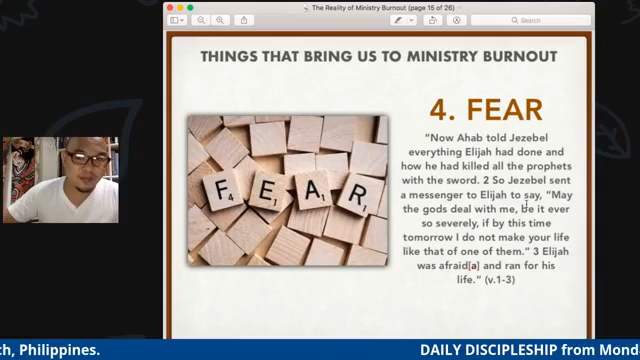 The Reality of Ministry Burnout (page 15 of 26)
THINGS THAT BRING US TO MINISTRY BURNOUT
F4 E1 A1 R1
4. FEAR
“Now Ahab told Jezebel
everything Elijah had done and
how he had killed all the prophets
with the sword. 2 So Jezebel sent
a messenger to Elijah to say, “May
the gods deal with me, be it ever
so severely, if by this time
tomorrow I do not make your life
like that of one of them.” 3 Elijah
was afraid[a] and ran for his
life.” (v.1-3)
ch, Philippines.
DAILY DISCIPLESHIP from Mond